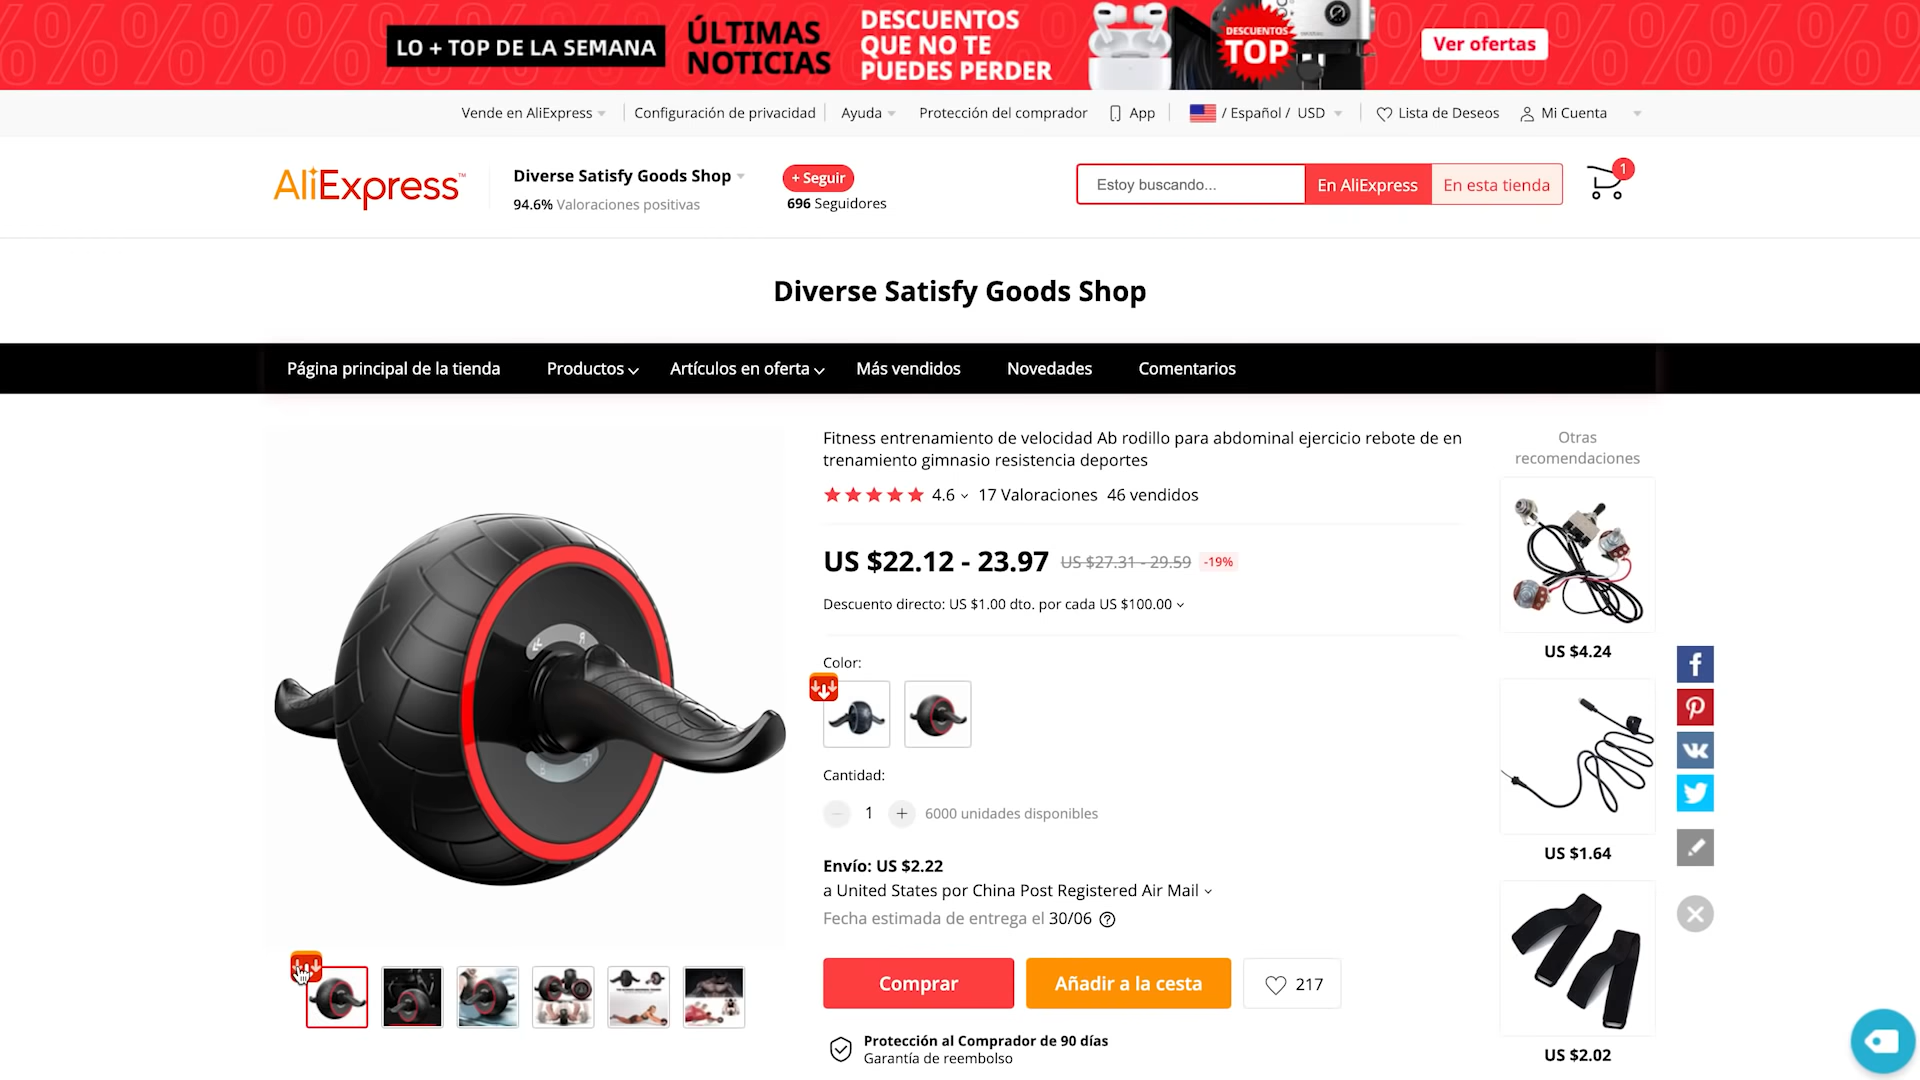 LO + TOP DE LA SEMANA
ÚLTIMAS
NOTICIAS
DESCUENTOS
QUE NO TE
PUEDES PERDER
DESCUENTOS
TOP
Ver ofertas
Vende en AliExpress
Configuración de privacidad
Ayuda
Protección del comprador
App
/ Español / USD
Lista de Deseos
Mi Cuenta
AliExpress™
Diverse Satisfy Goods Shop
94.6% Valoraciones positivas
+ Seguir
696 Seguidores
Estoy buscando...
En AliExpress
En esta tienda
1
Diverse Satisfy Goods Shop
Página principal de la tienda
Productos
Artículos en oferta
Más vendidos
Novedades
Comentarios
Fitness entrenamiento de velocidad Ab rodillo para abdominal ejercicio rebote de en
trenamiento gimnasio resistencia deportes
4.6
17 Valoraciones
46 vendidos
US $22.12 - 23.97
US $27.31 - 29.59
-19%
Descuento directo: US $1.00 dto. por cada US $100.00
Color:
Cantidad:
1
+
6000 unidades disponibles
Envío: US $2.22
a United States por China Post Registered Air Mail
Fecha estimada de entrega el 30/06
Comprar
Añadir a la cesta
217
Protección al Comprador de 90 días
Garantía de reembolso
Otras
recomendaciones
US $4.24
US $1.64
US $2.02